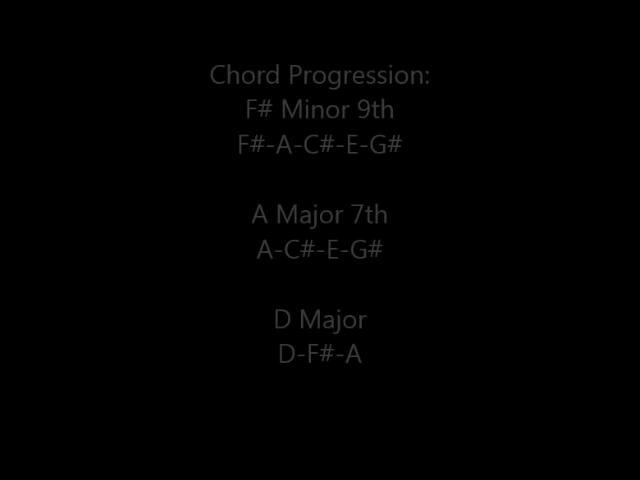 Chord Progression:
F# Minor 9th
F#-A-C#-E-G#
A Major 7th
A-C#-E-G#
D Major
D-F#-A